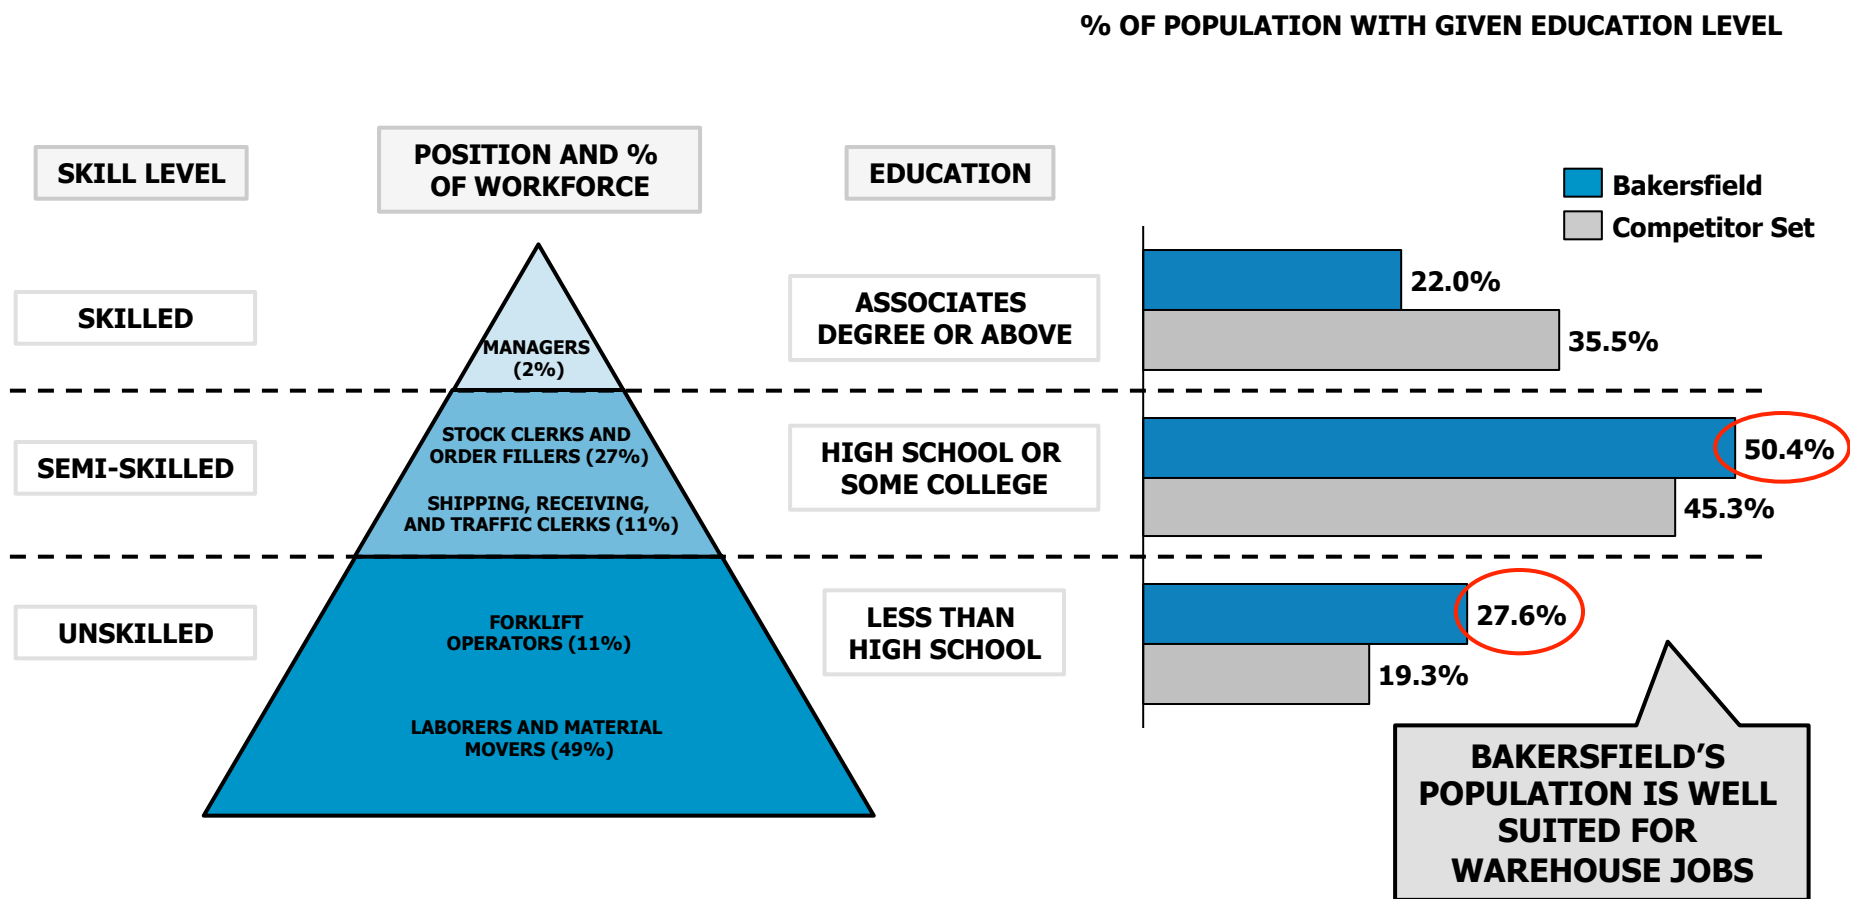 % OF POPULATION WITH GIVEN EDUCATION LEVEL
SKILL LEVEL
POSITION AND %
OF WORKFORCE
EDUCATION
Bakersfield
Competitor Set
SKILLED
MANAGERS
(2%)
ASSOCIATES
DEGREE OR ABOVE
22.0%
35.5%
SEMI-SKILLED
STOCK CLERKS AND
ORDER FILLERS (27%)
SHIPPING, RECEIVING,
AND TRAFFIC CLERKS (11%)
HIGH SCHOOL OR
SOME COLLEGE
50.4%
45.3%
UNSKILLED
FORKLIFT
OPERATORS (11%)
LABORERS AND MATERIAL
MOVERS (49%)
LESS THAN
HIGH SCHOOL
27.6%
19.3%
BAKERSFIELD’S
POPULATION IS WELL
SUITED FOR
WAREHOUSE JOBS